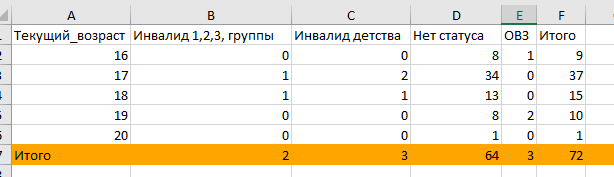 A B C D E F
Текущий_возраст Инвалид 1,2,3, группы Инвалид детства Нет статуса ОВЗ Итого
16 0 0 8 1 9
17 1 2 34 0 37
18 1 1 13 0 15
19 0 0 8 2 10
20 0 0 1 0 1
Итого 2 3 64 3 72